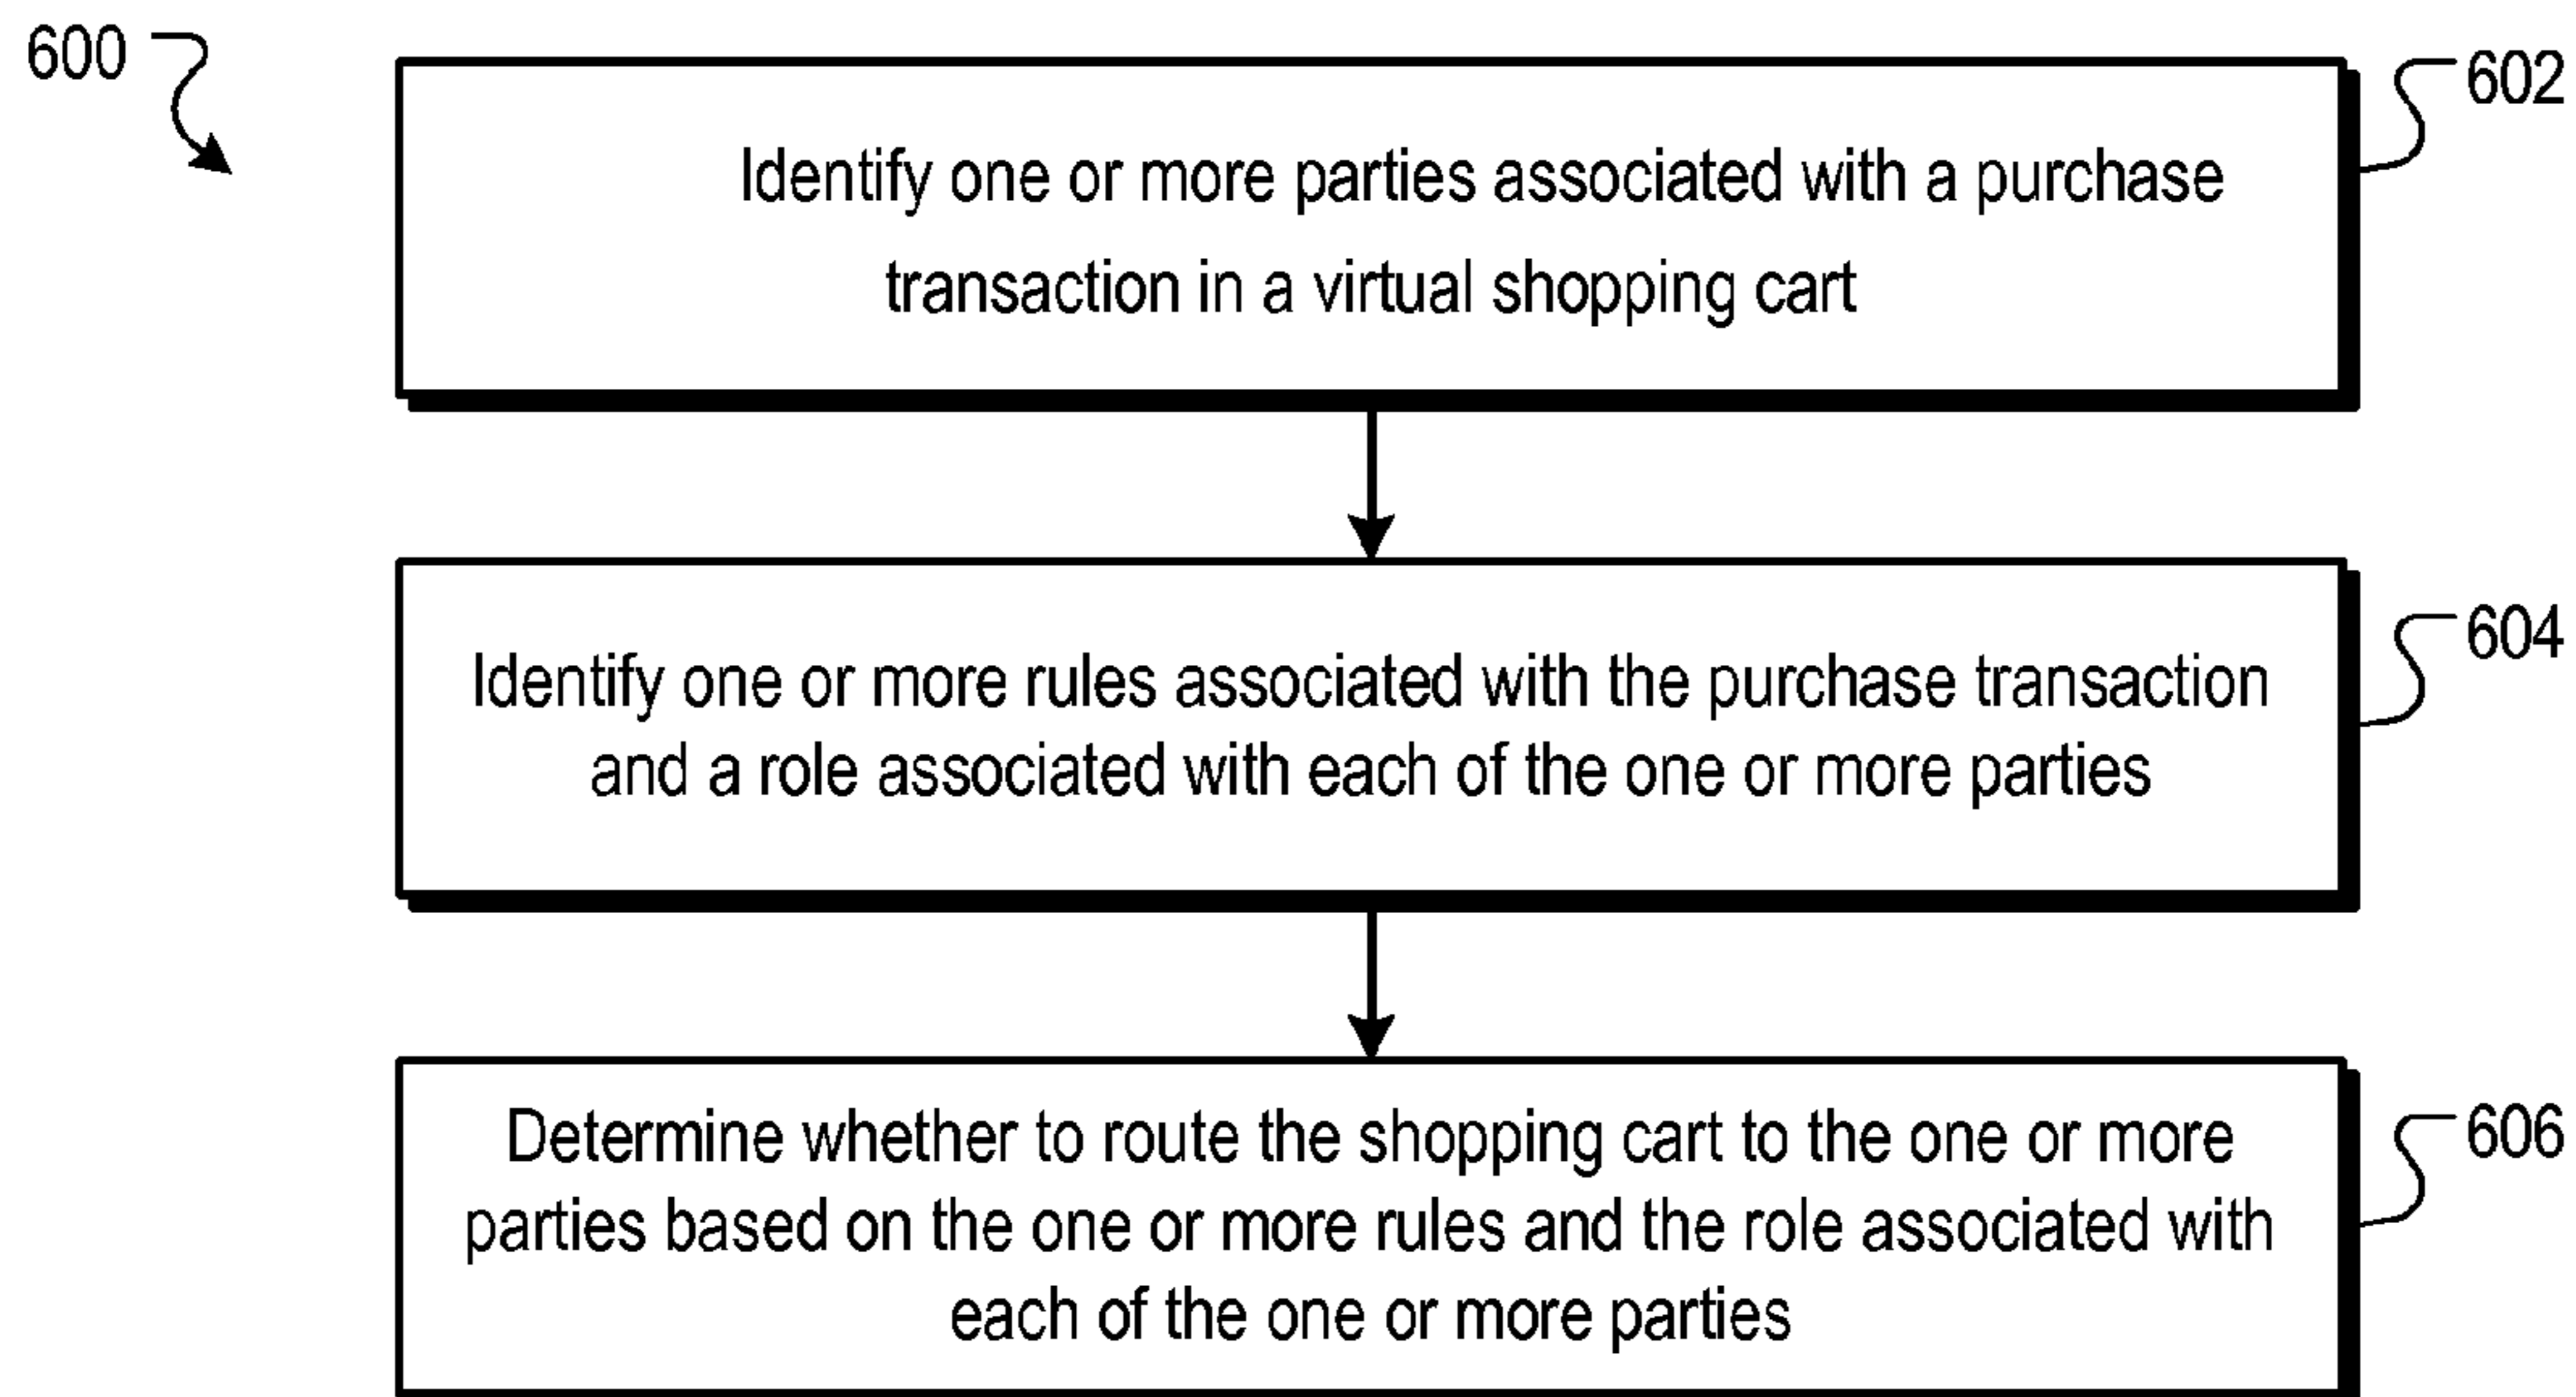 600
602
Identify one or more parties associated with a purchase
transaction in a virtual shopping cart
604
Identify one or more rules associated with the purchase transaction
and a role associated with each of the one or more parties
606
Determine whether to route the shopping cart to the one or more
parties based on the one or more rules and the role associated with
each of the one or more parties